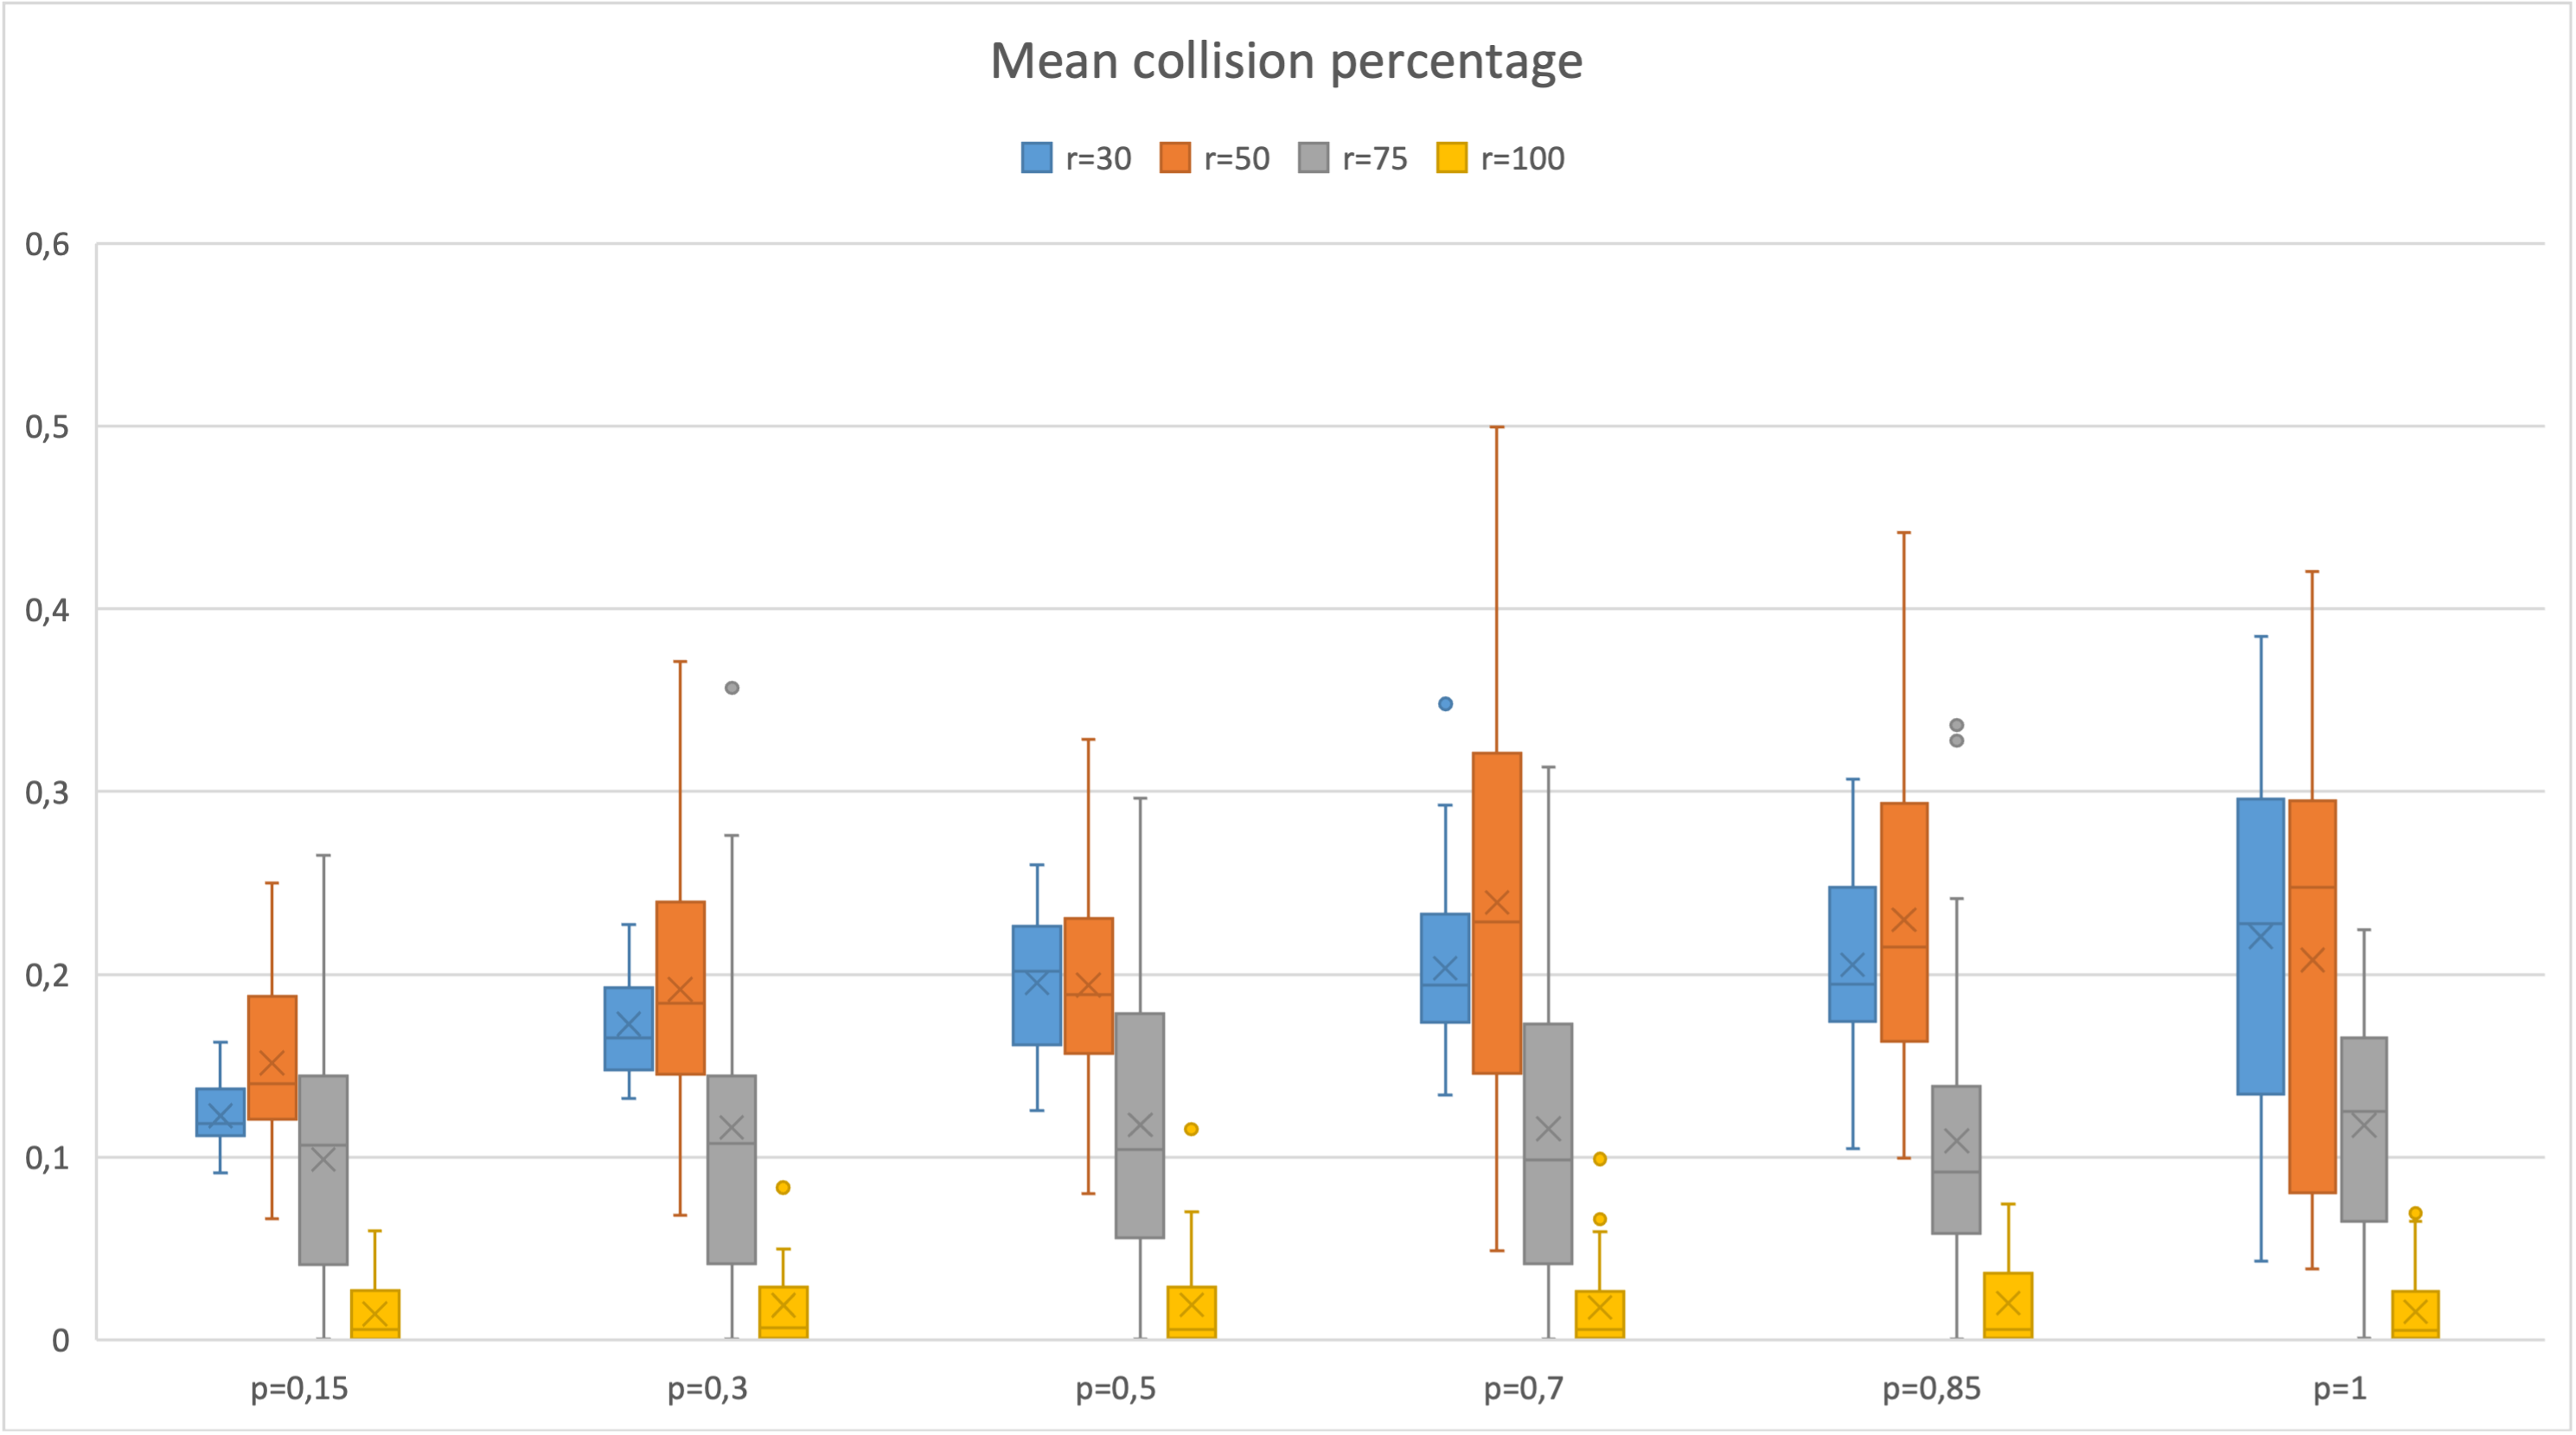 Mean collision percentage
r=30 r=50 r=75 r=100
0,6
0,5
0,4
0,3
0,2
0,1
0
p=0,15 p=0,3 p=0,5 p=0,7 p=0,85 p=1